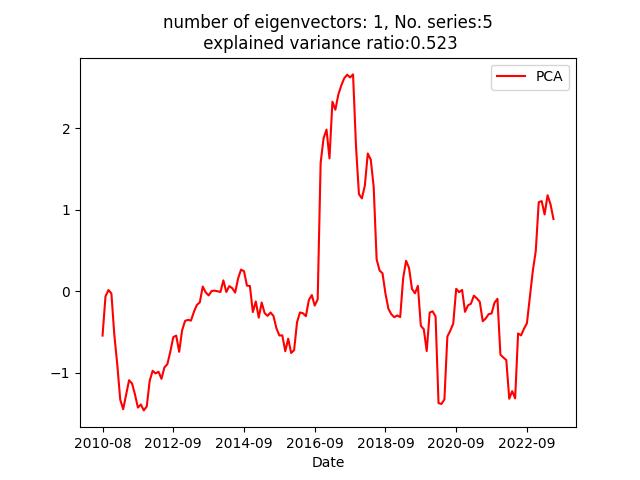 number of eigenvectors: 1, No. series:5
explained variance ratio:0.523
PCA
2
1
0
−1
2010-08 2012-09 2014-09 2016-09 2018-09 2020-09 2022-09
Date